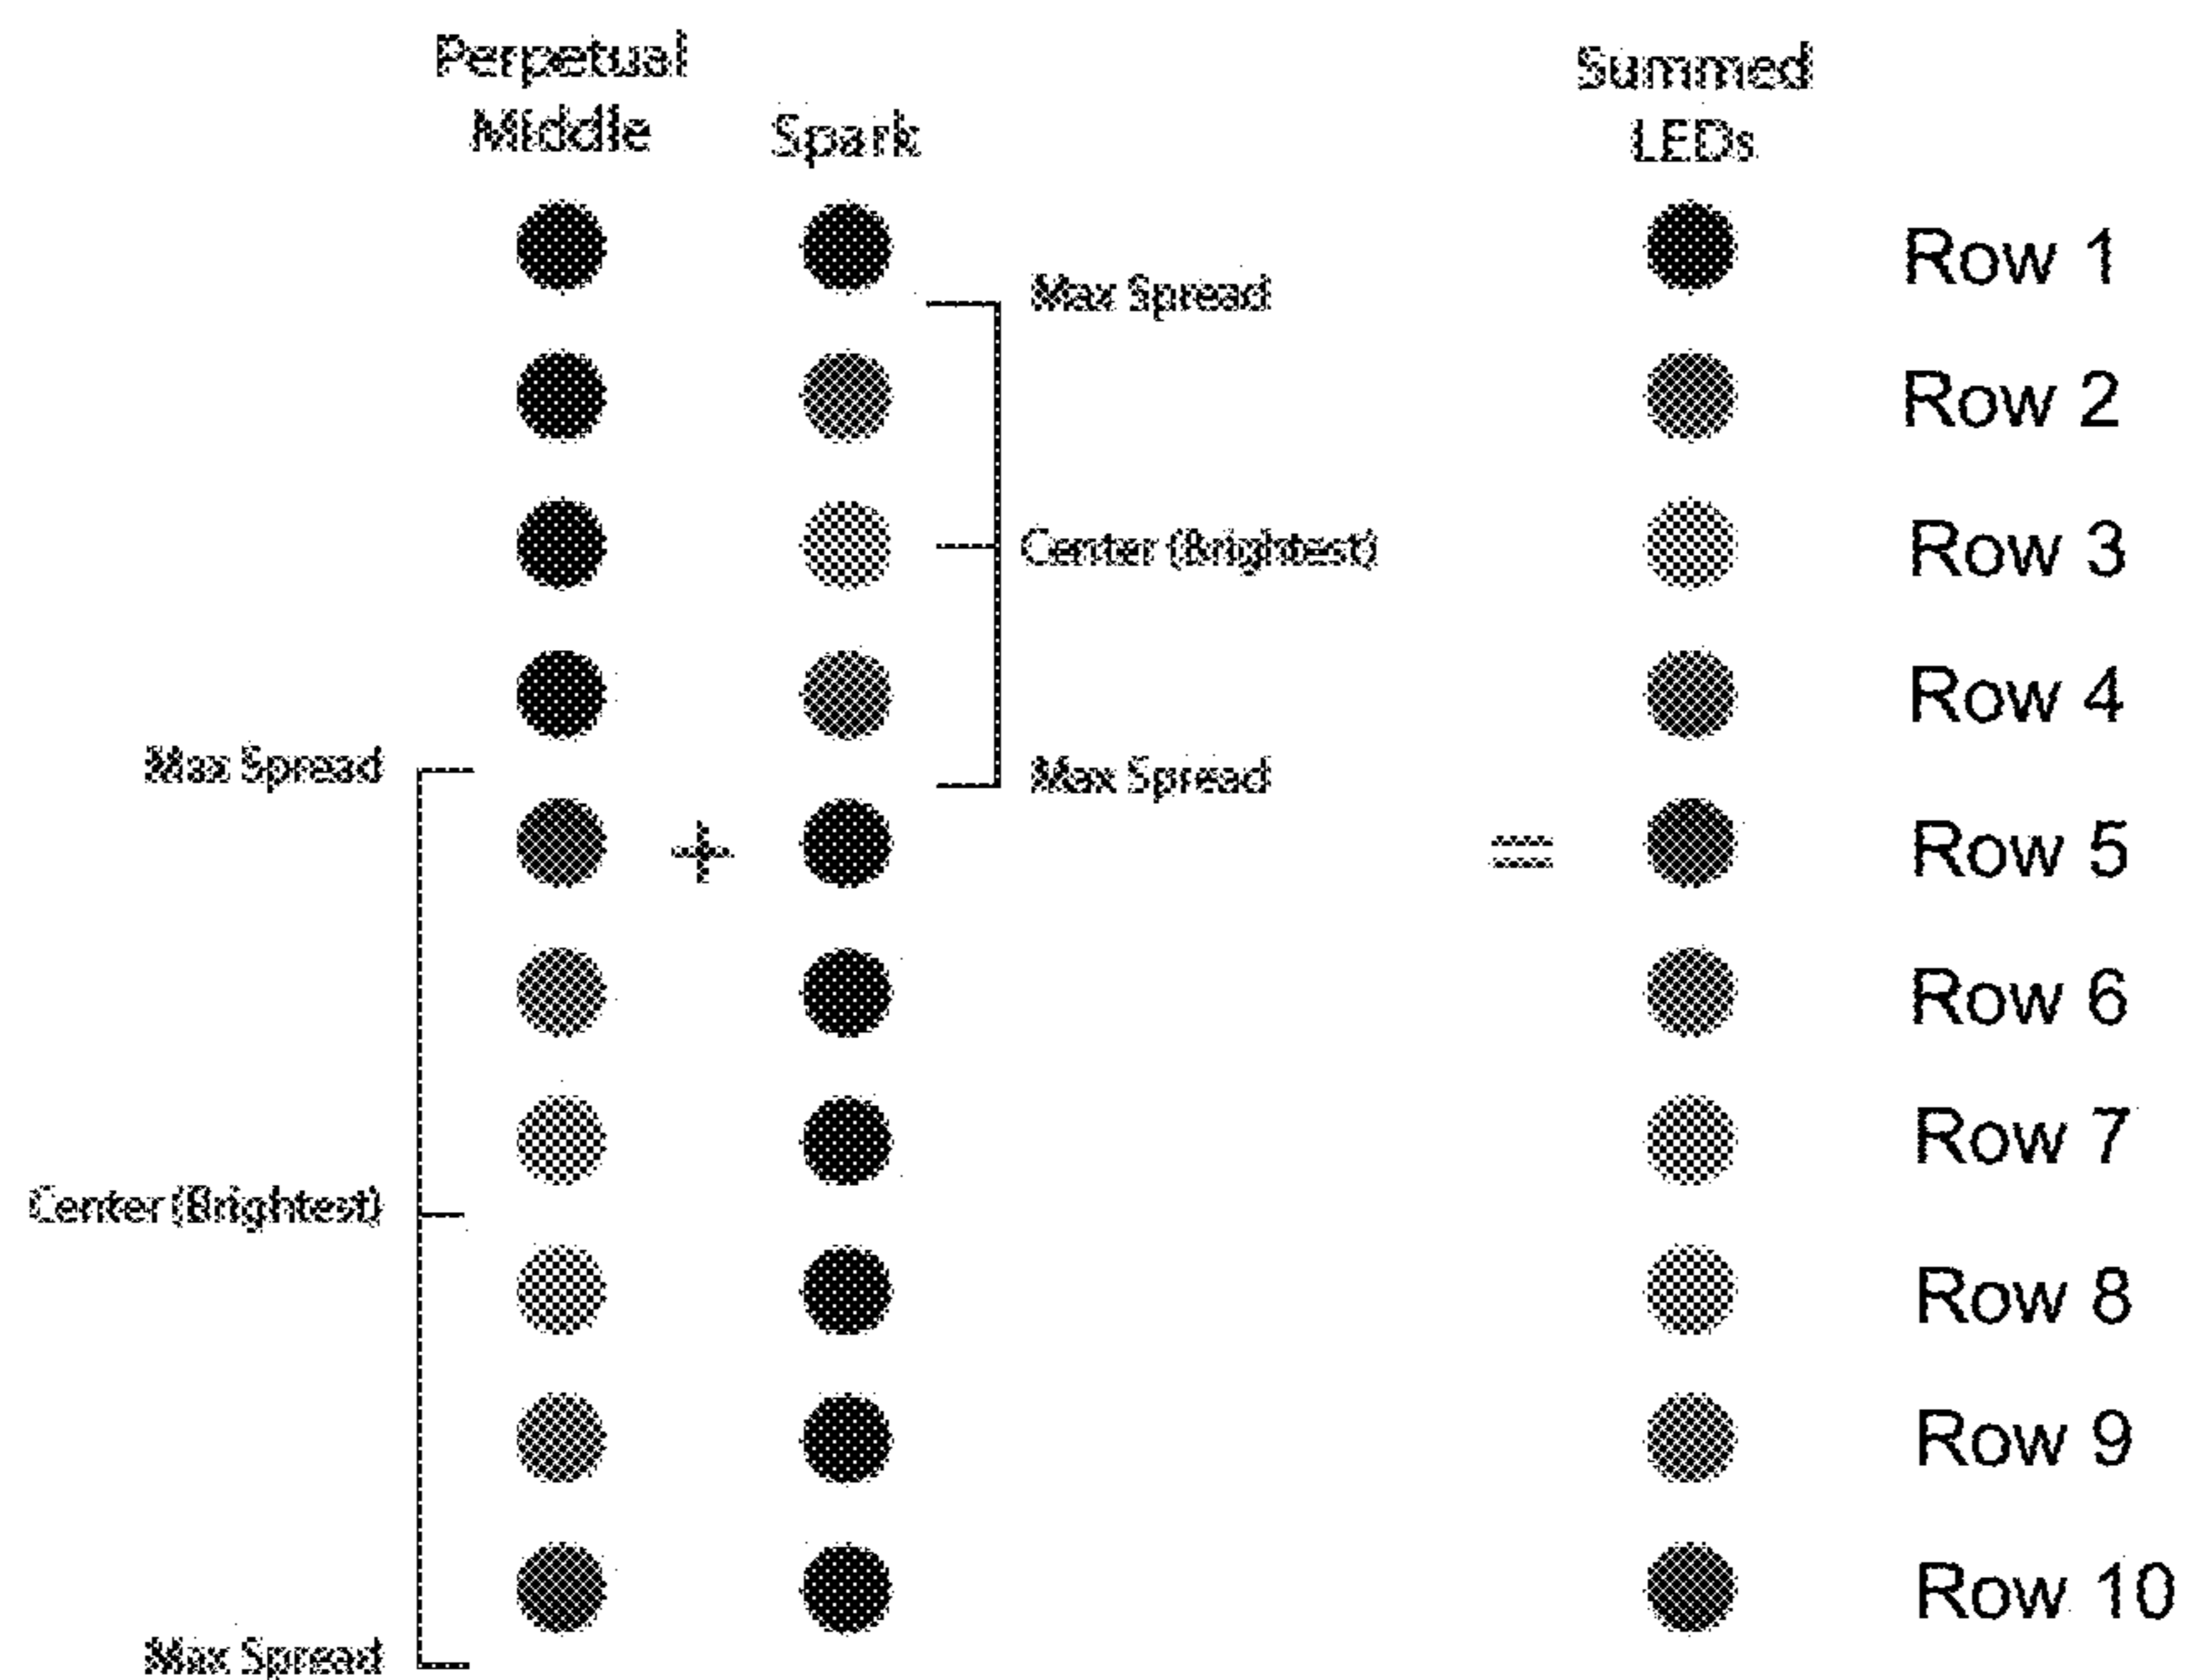 Perpetual
Middle
Spark
Summed
LEDs
Row 1
Max Spread
Row 2
Center (Brightest)
Row 3
Row 4
Max Spread
Max Spread
+
=
Row 5
Row 6
Row 7
Center (Brightest)
Row 8
Row 9
Row 10
Max Spread